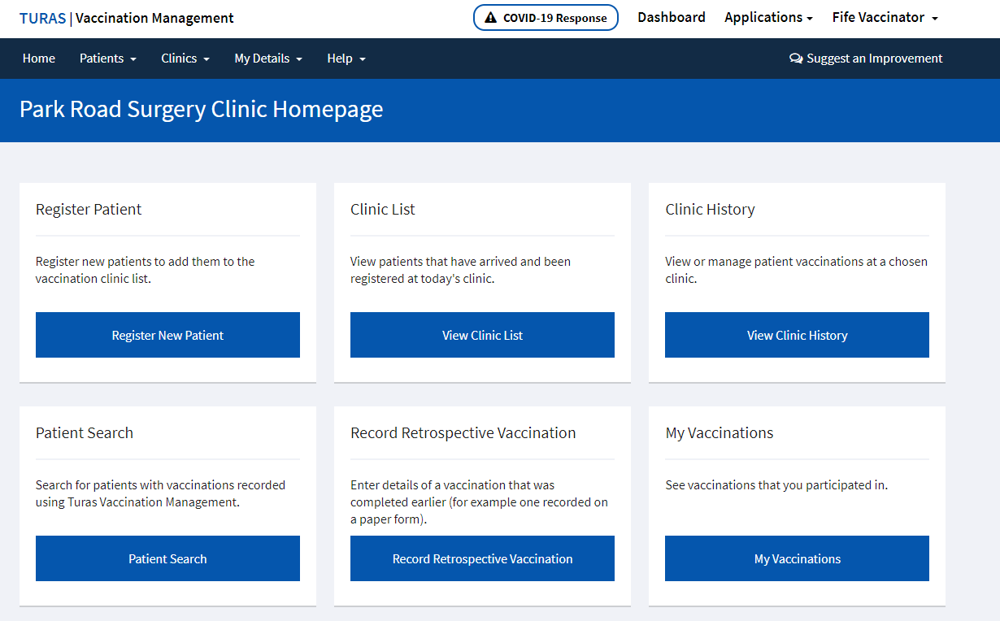 TURAS | Vaccination Management
COVID-19 Response
Dashboard
Applications
Fife Vaccinator
Home
Patients
Clinics
My Details
Help
Suggest an Improvement
Park Road Surgery Clinic Homepage
Register Patient
Register new patients to add them to the
vaccination clinic list.
Register New Patient
Clinic List
View patients that have arrived and been
registered at today's clinic.
View Clinic List
Clinic History
View or manage patient vaccinations at a chosen
clinic.
View Clinic History
Patient Search
Search for patients with vaccinations recorded
using Turas Vaccination Management.
Patient Search
Record Retrospective Vaccination
Enter details of a vaccination that was
completed earlier (for example one recorded on
a paper form).
Record Retrospective Vaccination
My Vaccinations
See vaccinations that you participated in.
My Vaccinations